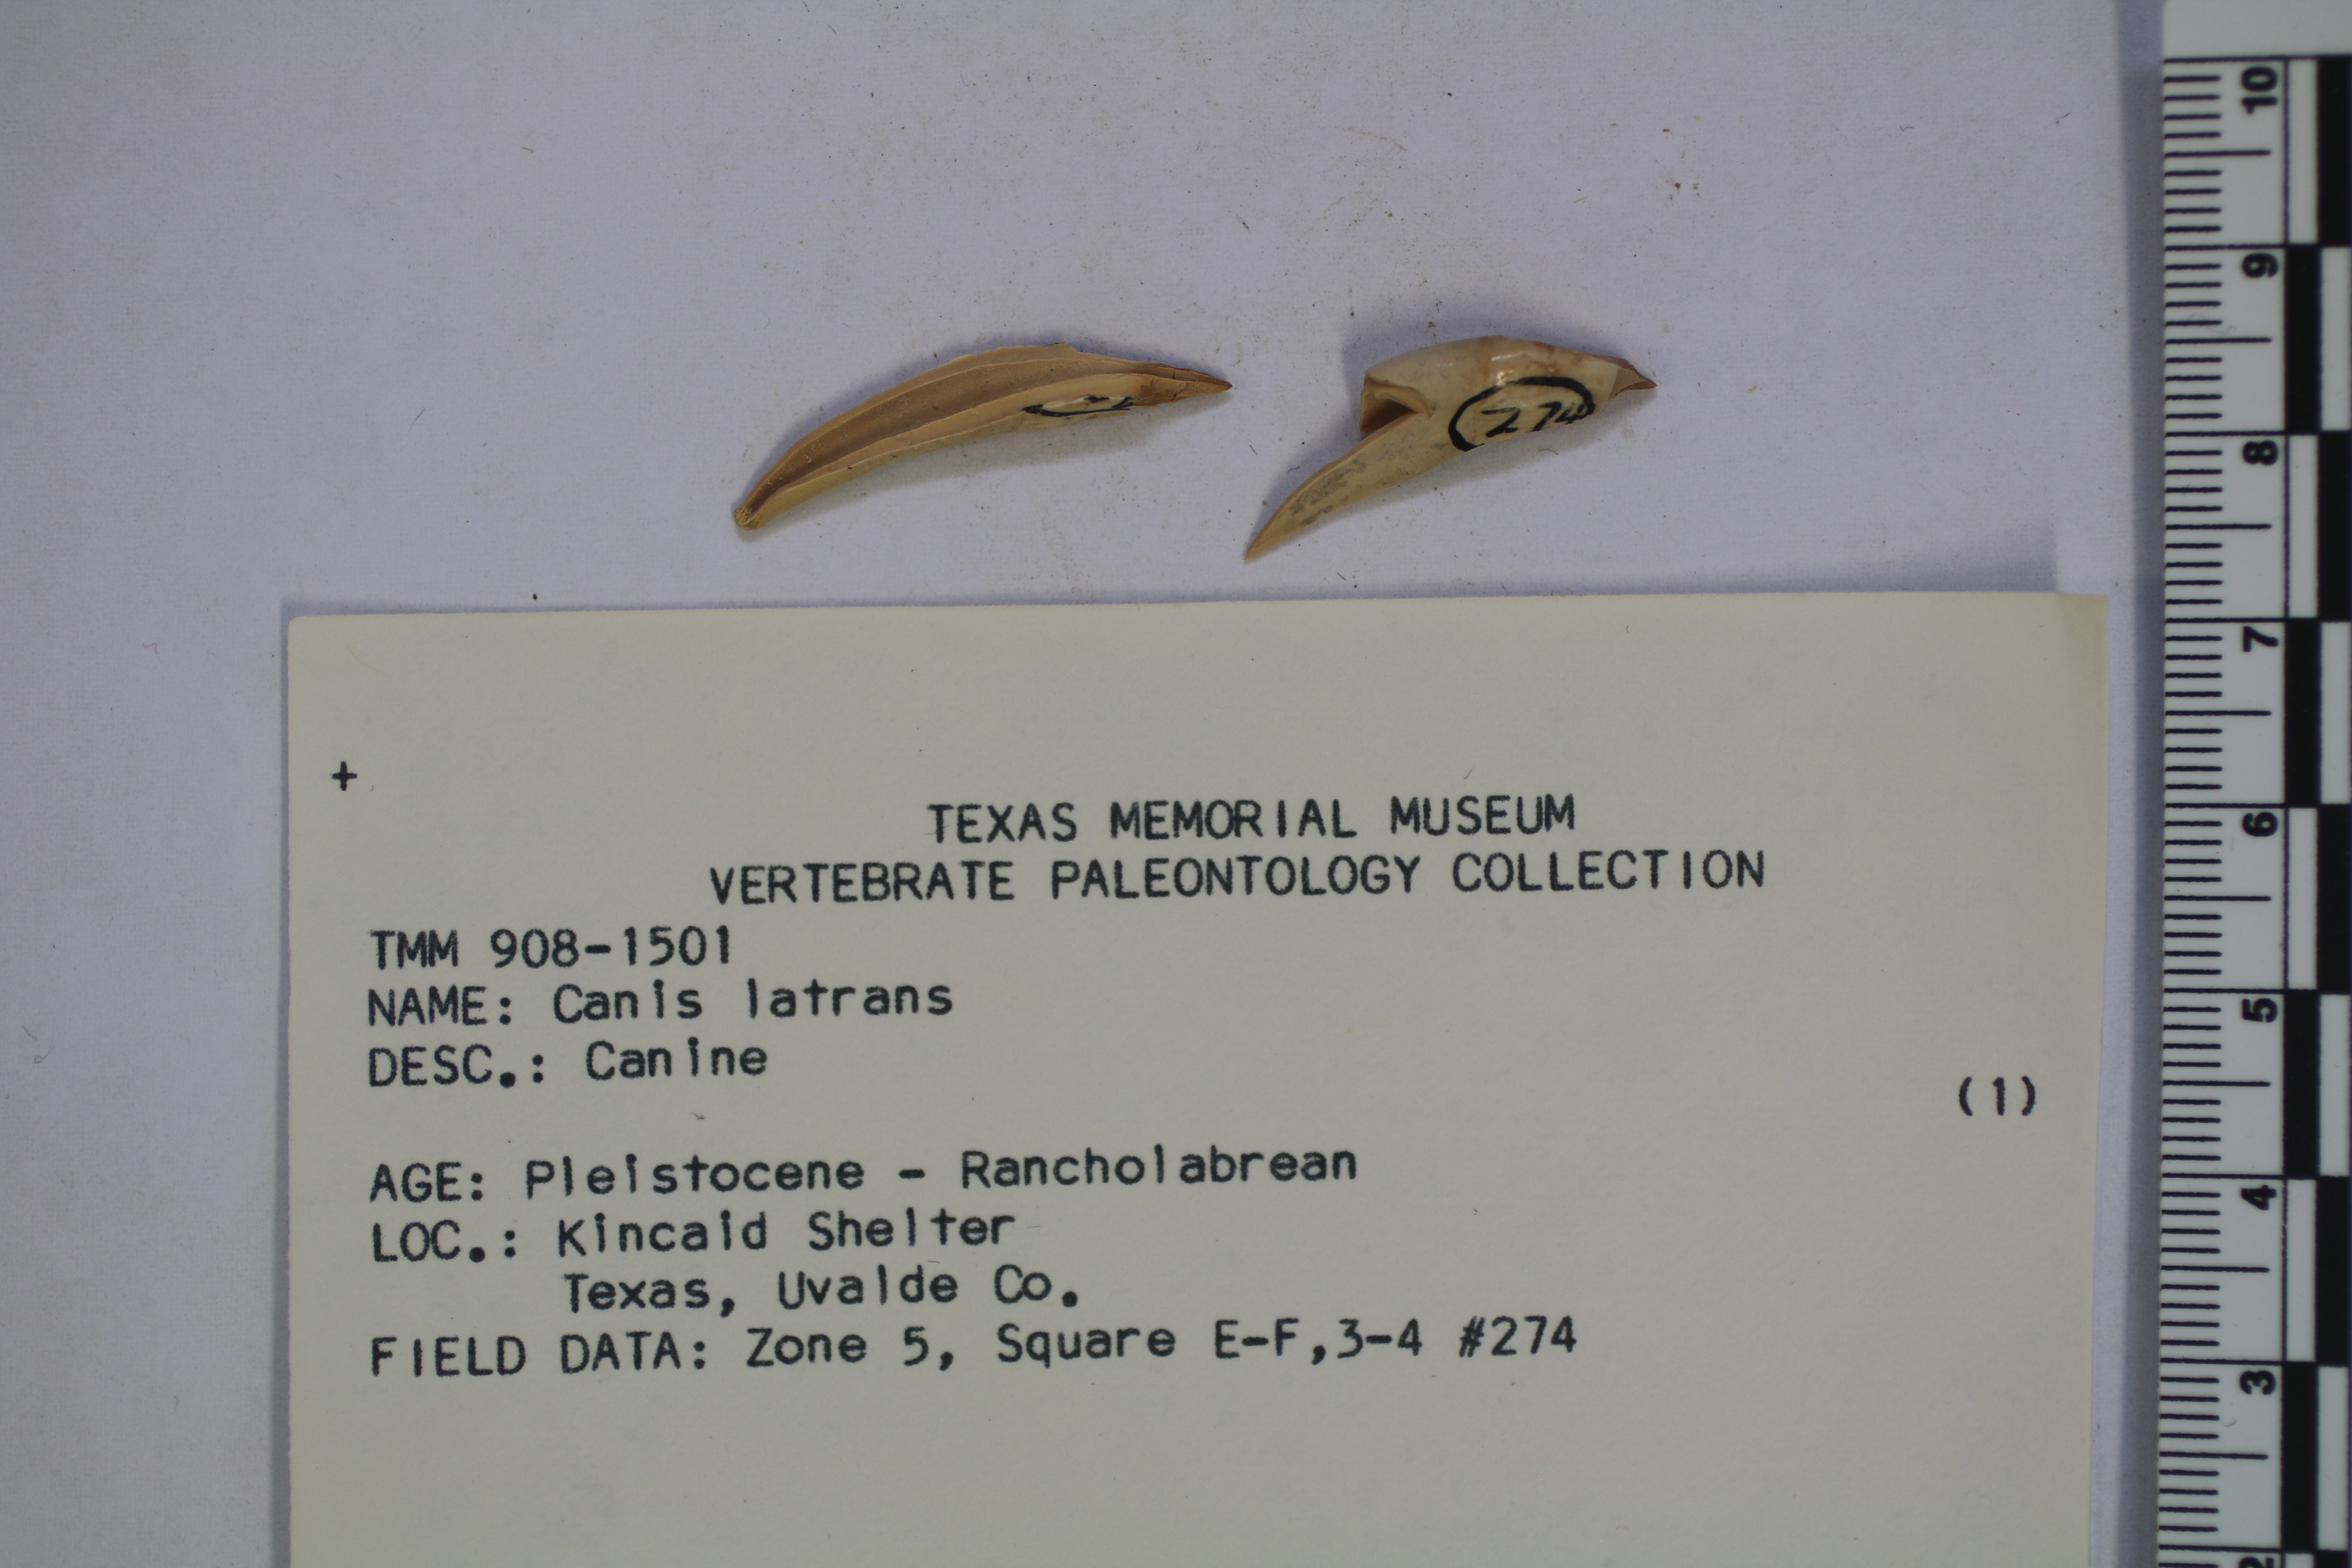 10
9
8
7
6
5
4
3
274
+
TEXAS MEMORIAL MUSEUM
VERTEBRATE PALEONTOLOGY COLLECTION
TMM 908-1501
NAME: Canis latrans
DESC.: Canine
(1)
AGE: Pleistocene - Rancholabrean
LOC.: Kincaid Shelter
Texas, Uvalde Co.
FIELD DATA: Zone 5, Square E-F,3-4 #274